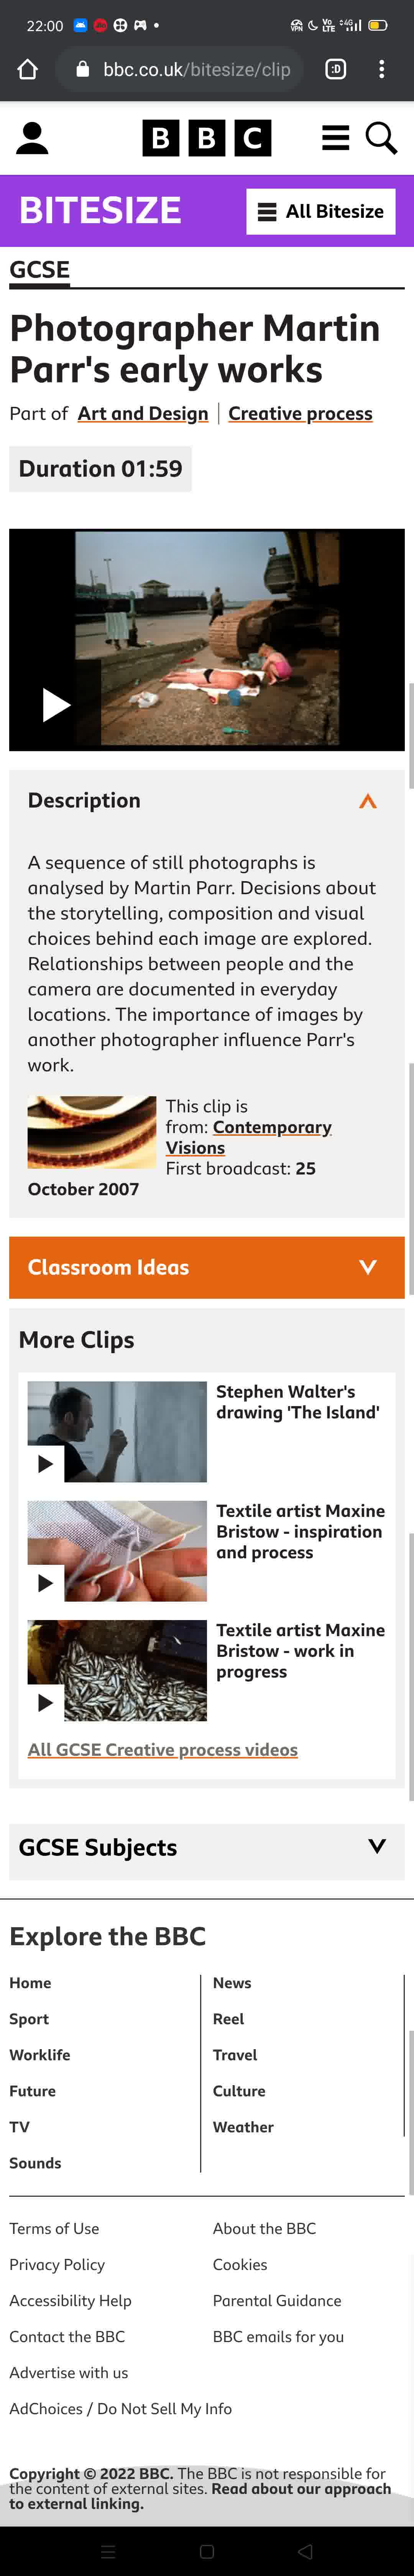 22:00
VPN
Vo LTE
4G
bbc.co.uk/bitesize/clip
:D
BBC
BITESIZE
All Bitesize
GCSE
Photographer Martin
Parr's early works
Part of Art and Design | Creative process
Duration 01:59
Description
A sequence of still photographs is
analysed by Martin Parr. Decisions about
the storytelling, composition and visual
choices behind each image are explored.
Relationships between people and the
camera are documented in everyday
locations. The importance of images by
another photographer influence Parr's
work.
This clip is
from: Contemporary
Visions
First broadcast: 25
October 2007
Classroom Ideas
More Clips
Stephen Walter's
drawing 'The Island'
Textile artist Maxine
Bristow - inspiration
and process
Textile artist Maxine
Bristow - work in
progress
All GCSE Creative process videos
GCSE Subjects
Explore the BBC
Home
News
Sport
Reel
Worklife
Travel
Future
Culture
TV
Weather
Sounds
Terms of Use
About the BBC
Privacy Policy
Cookies
Accessibility Help
Parental Guidance
Contact the BBC
BBC emails for you
Advertise with us
AdChoices / Do Not Sell My Info
Copyright © 2022 BBC. The BBC is not responsible for
the content of external sites. Read about our approach
to external linking.